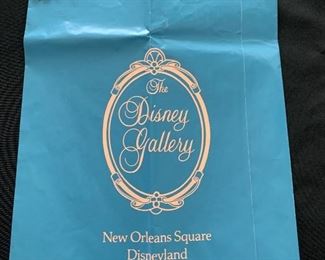 The
Disney
Gallery
New Orleans Square
Disneyland